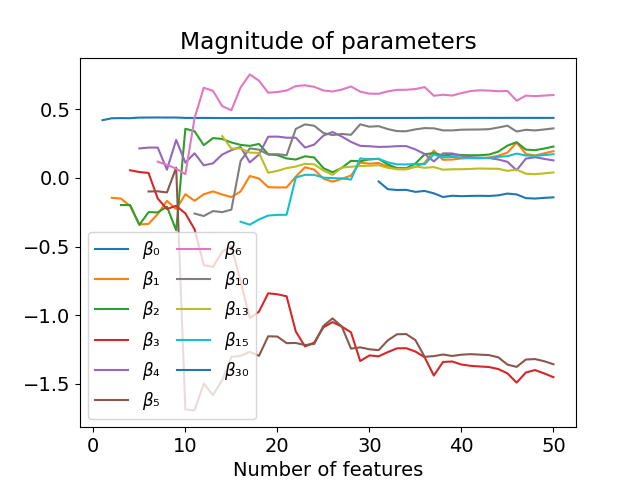 Magnitude of parameters
0.5
0.0
−0.5
−1.0
−1.5
β₀
β₁
β₂
β₃
β₄
β₅
β₆
β₁₀
β₁₃
β₁₅
β₃₀
0 10 20 30 40 50
Number of features